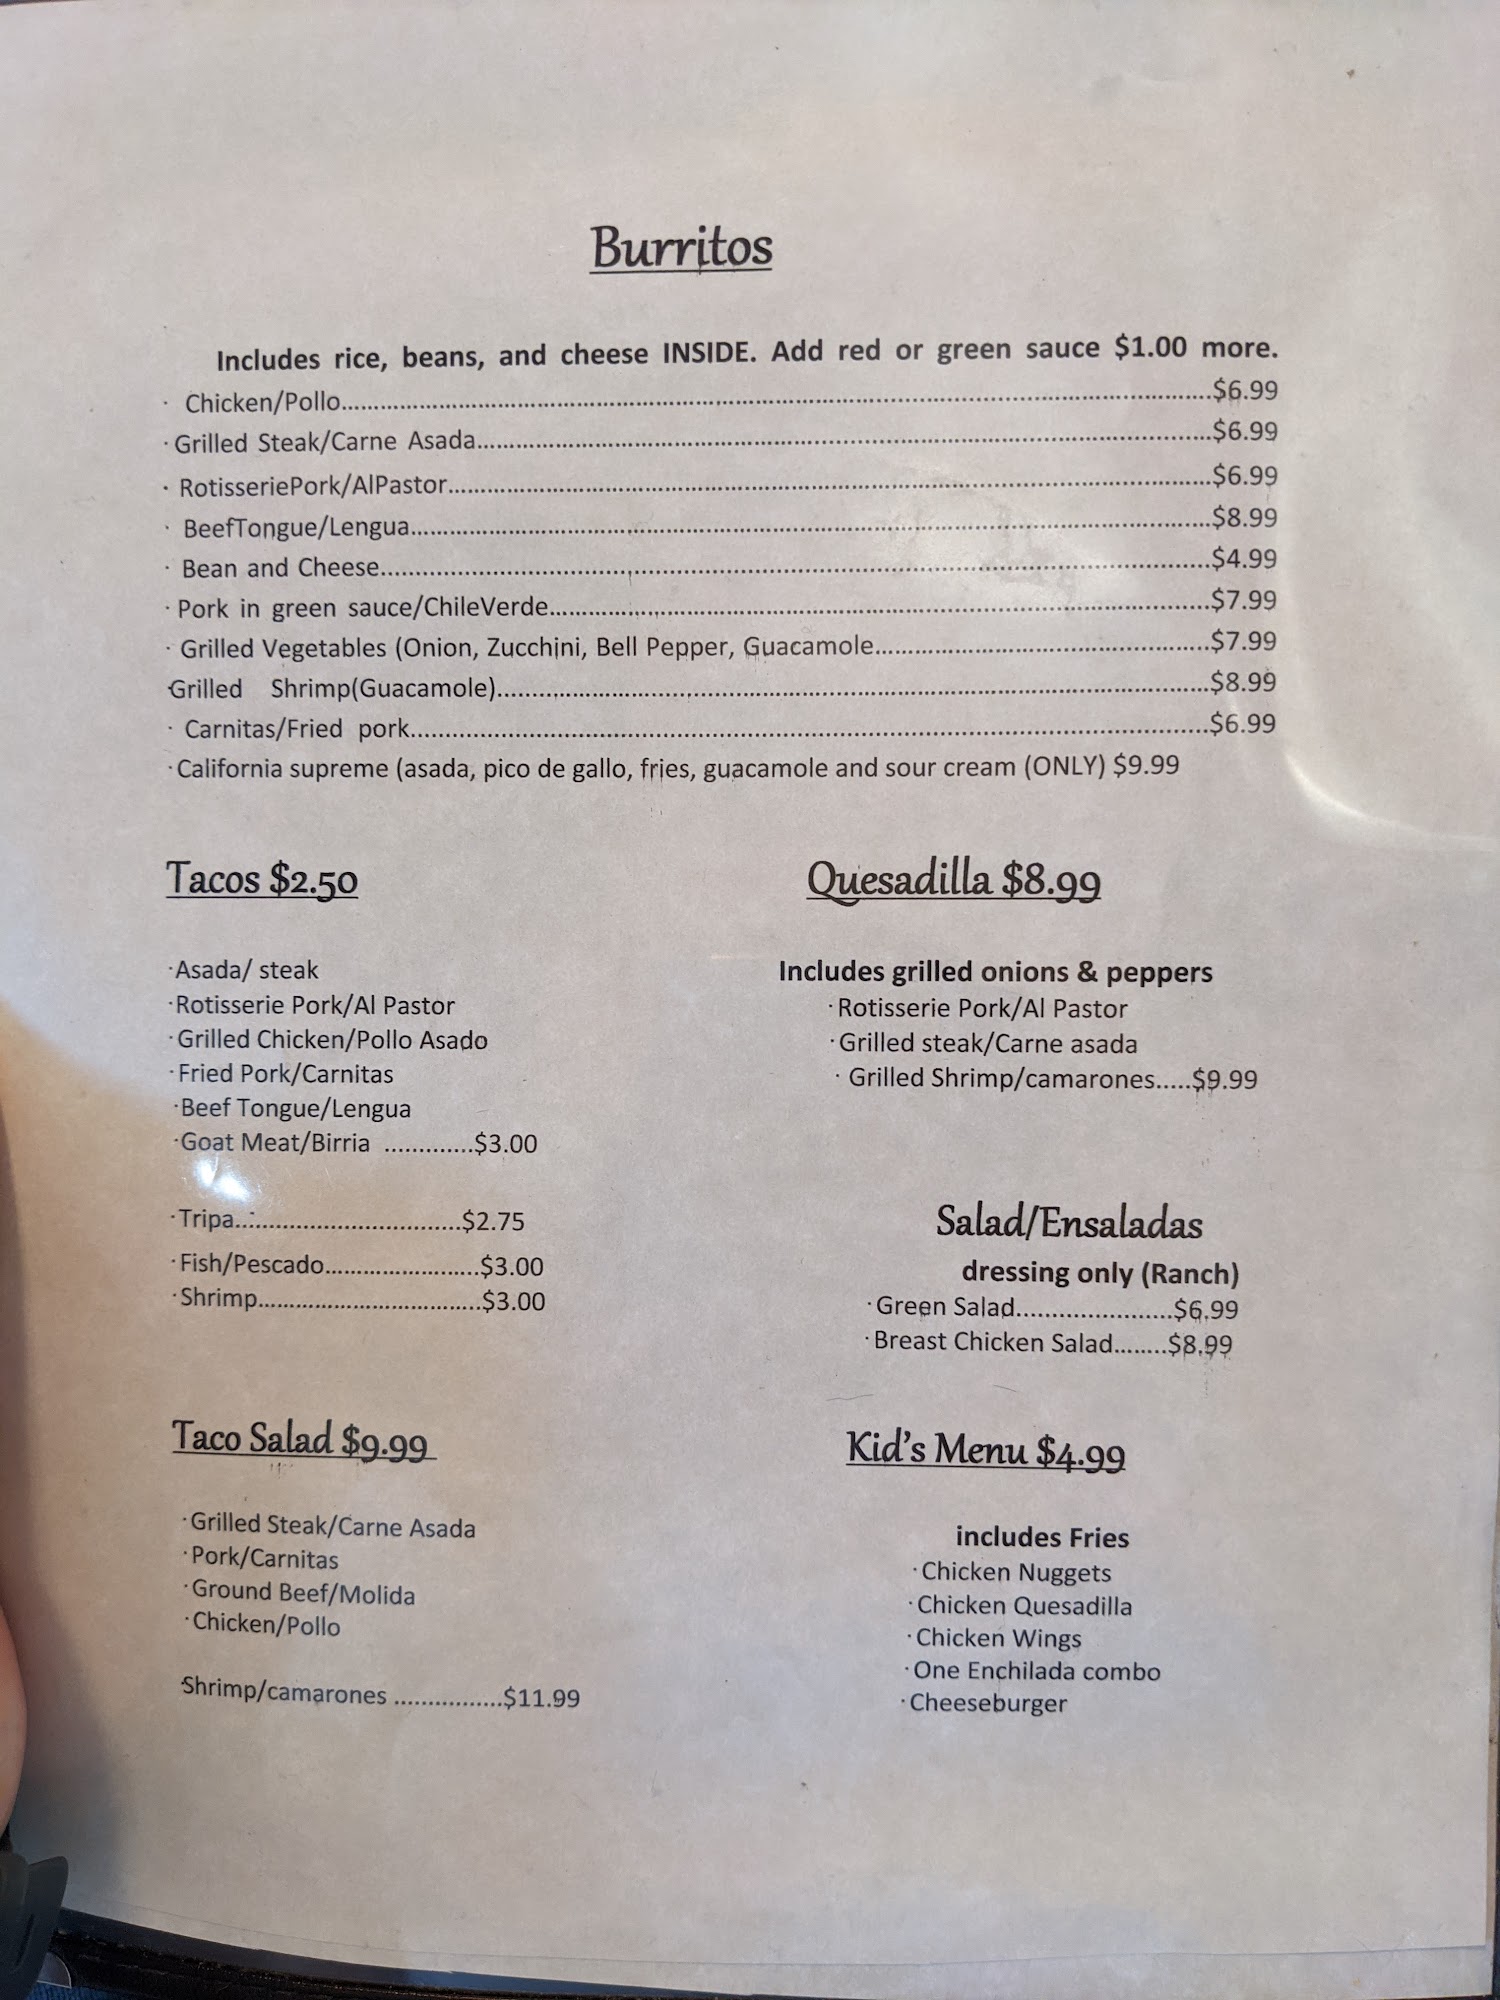 Burritos
Includes rice, beans, and cheese INSIDE. Add red or green sauce $1.00 more.
· Chicken/Pollo..........$6.99
· Grilled Steak/Carne Asada..........$6.99
· RotisseriePork/AlPastor..........$6.99
· BeefTongue/Lengua..........$8.99
· Bean and Cheese..........$4.99
· Pork in green sauce/ChileVerde..........$7.99
· Grilled Vegetables (Onion, Zucchini, Bell Pepper, Guacamole..........$7.99
·Grilled Shrimp(Guacamole)..........$8.99
· Carnitas/Fried pork..........$6.99
·California supreme (asada, pico de gallo, fries, guacamole and sour cream (ONLY) $9.99
Tacos $2.50
·Asada/ steak
·Rotisserie Pork/Al Pastor
·Grilled Chicken/Pollo Asado
·Fried Pork/Carnitas
·Beef Tongue/Lengua
·Goat Meat/Birria .............$3.00
·Tripa..........$2.75
·Fish/Pescado..........$3.00
·Shrimp..........$3.00
Quesadilla $8.99
Includes grilled onions & peppers
·Rotisserie Pork/Al Pastor
·Grilled steak/Carne asada
· Grilled Shrimp/camarones.....$9.99
Salad/Ensaladas
dressing only (Ranch)
·Green Salad..........$6.99
·Breast Chicken Salad........$8.99
Taco Salad $9.99
·Grilled Steak/Carne Asada
·Pork/Carnitas
·Ground Beef/Molida
·Chicken/Pollo
·Shrimp/camarones ................$11.99
Kid's Menu $4.99
includes Fries
·Chicken Nuggets
·Chicken Quesadilla
·Chicken Wings
·One Enchilada combo
·Cheeseburger